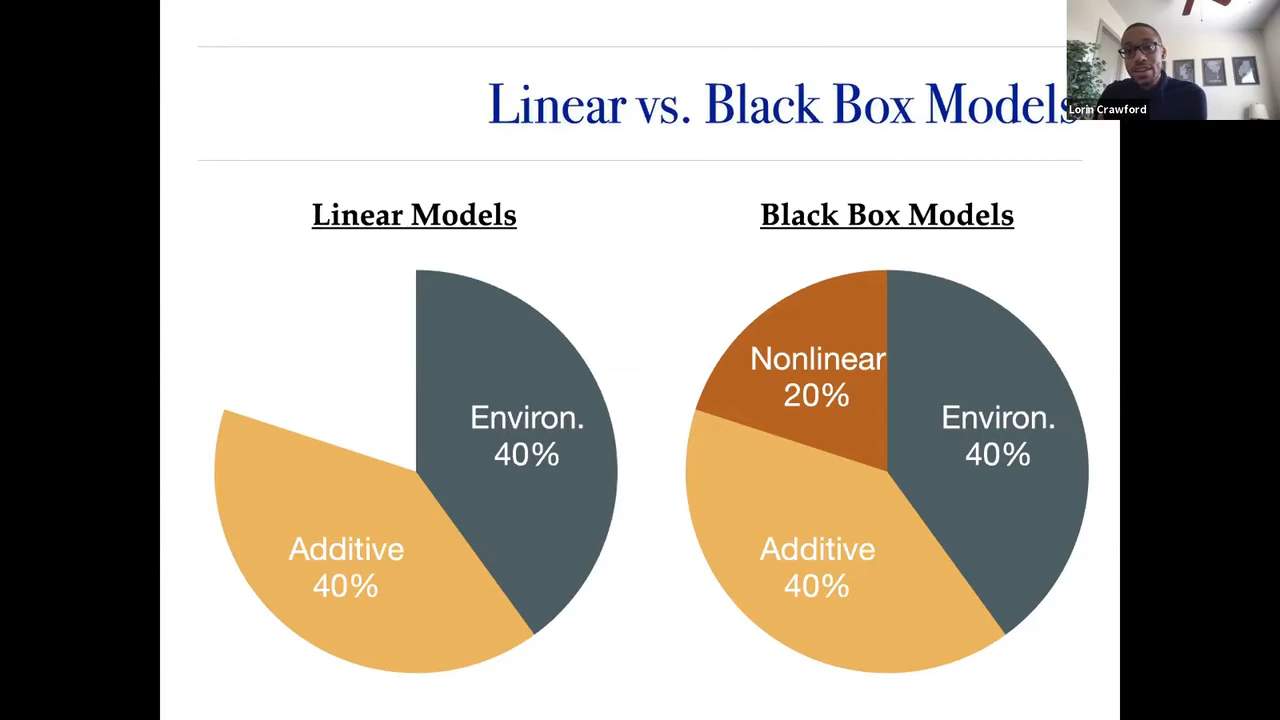 Linear vs. Black Box Models
Lorin Crawford
Linear Models
Black Box Models
Environ.
40%
Additive
40%
Nonlinear
20%
Environ.
40%
Additive
40%